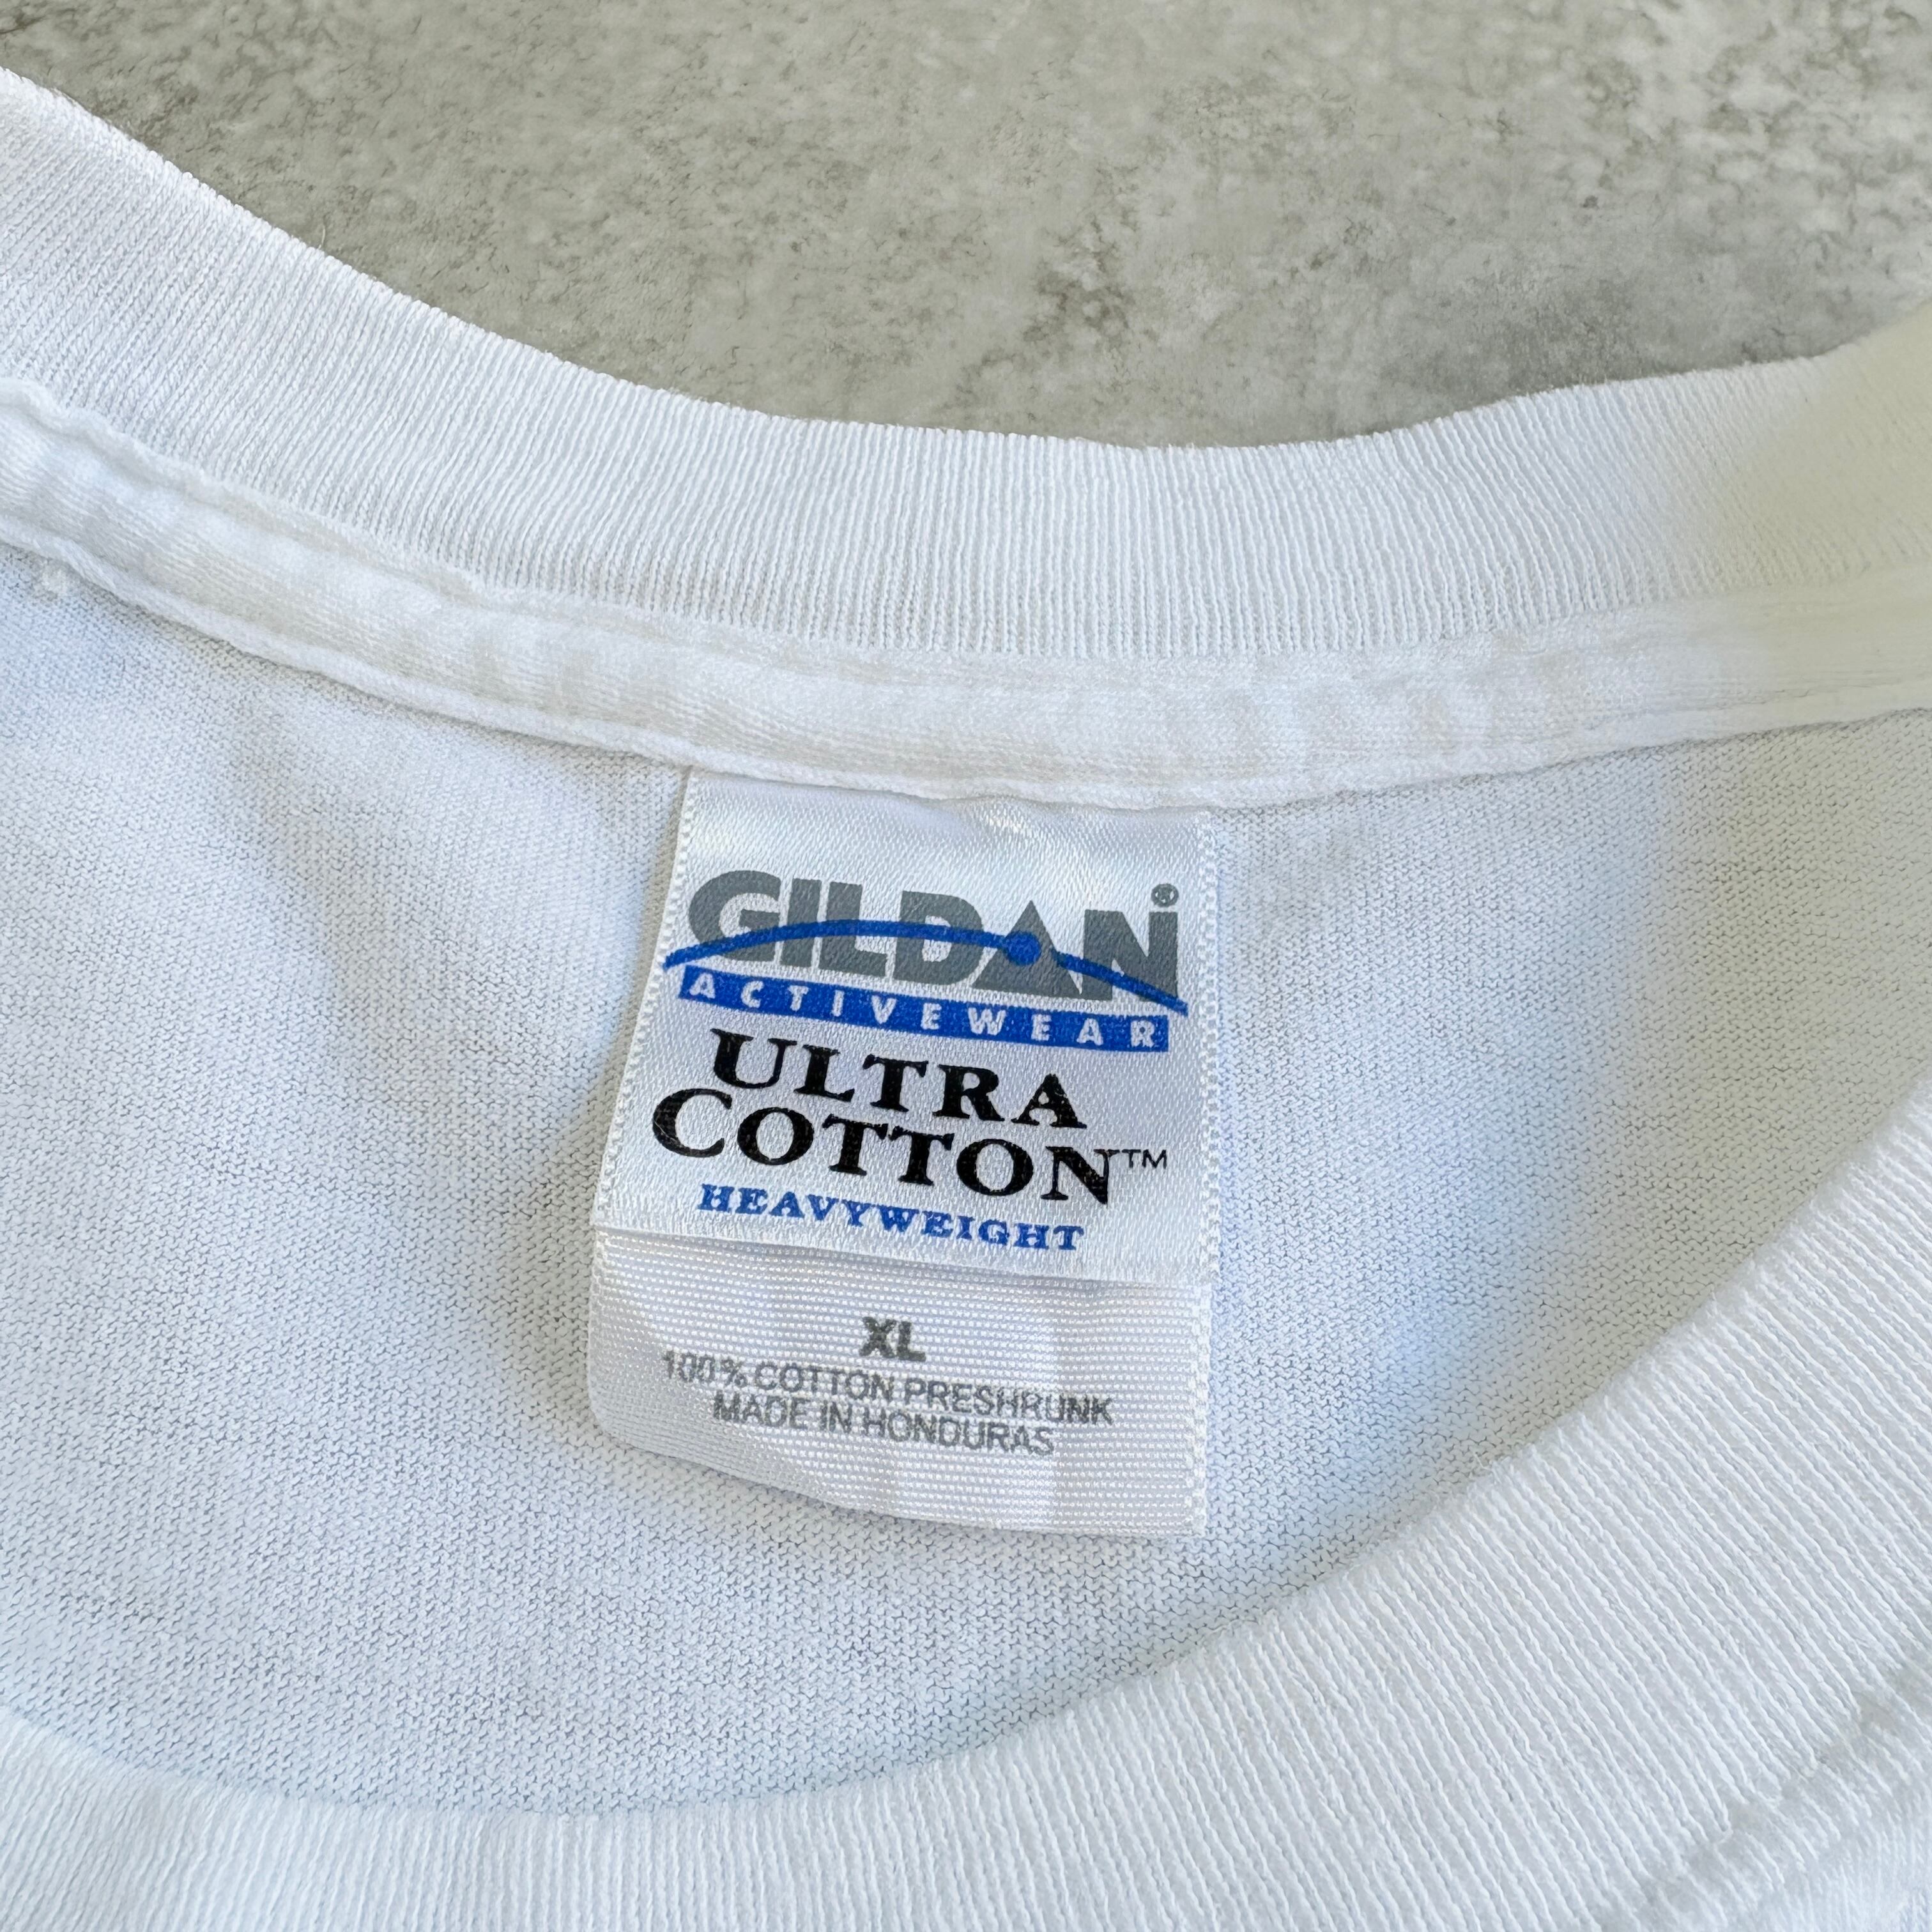 GILDAN®
ACTIVEWEAR
ULTRA
COTTON™
HEAVYWEIGHT
XL
100% COTTON PRESHRUNK
MADE IN HONDURAS